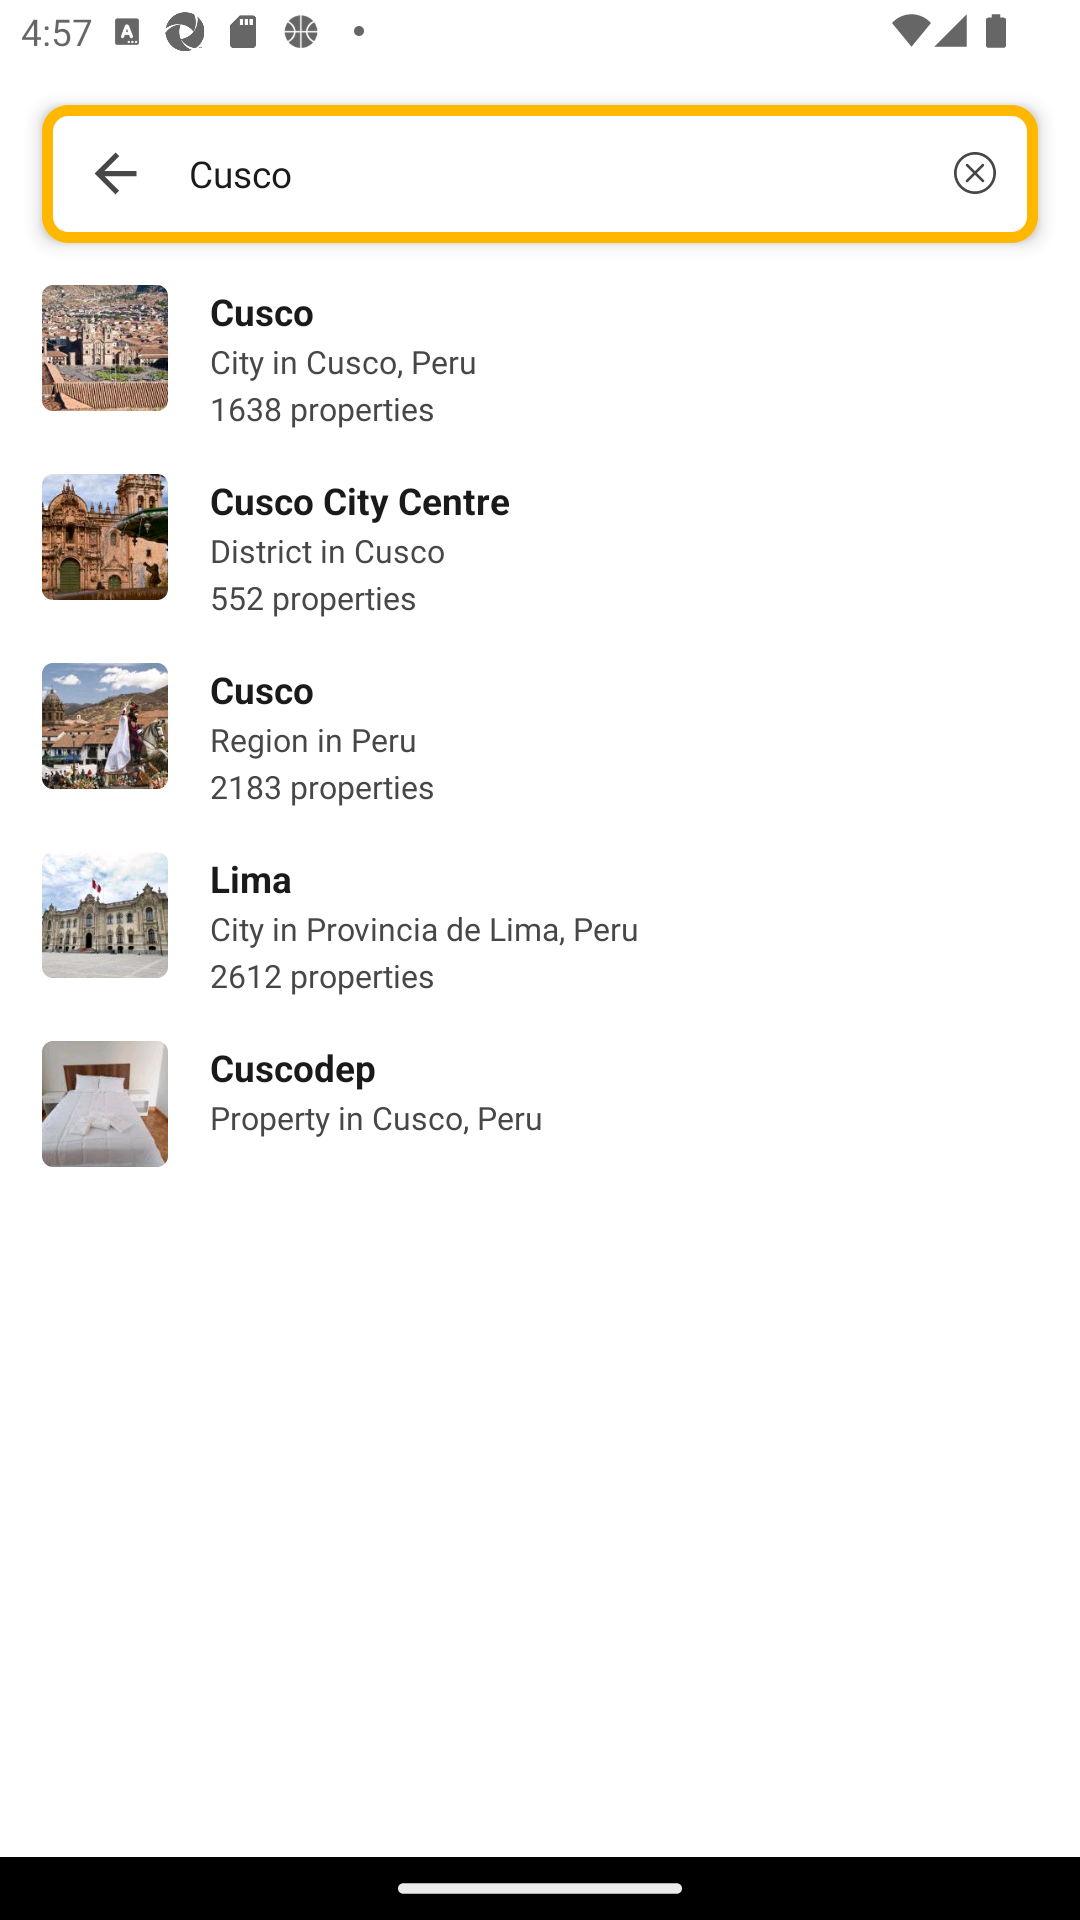 4:57
Cusco
Cusco
City in Cusco, Peru
1638 properties
Cusco City Centre
District in Cusco
552 properties
Cusco
Region in Peru
2183 properties
Lima
City in Provincia de Lima, Peru
2612 properties
Cuscodep
Property in Cusco, Peru